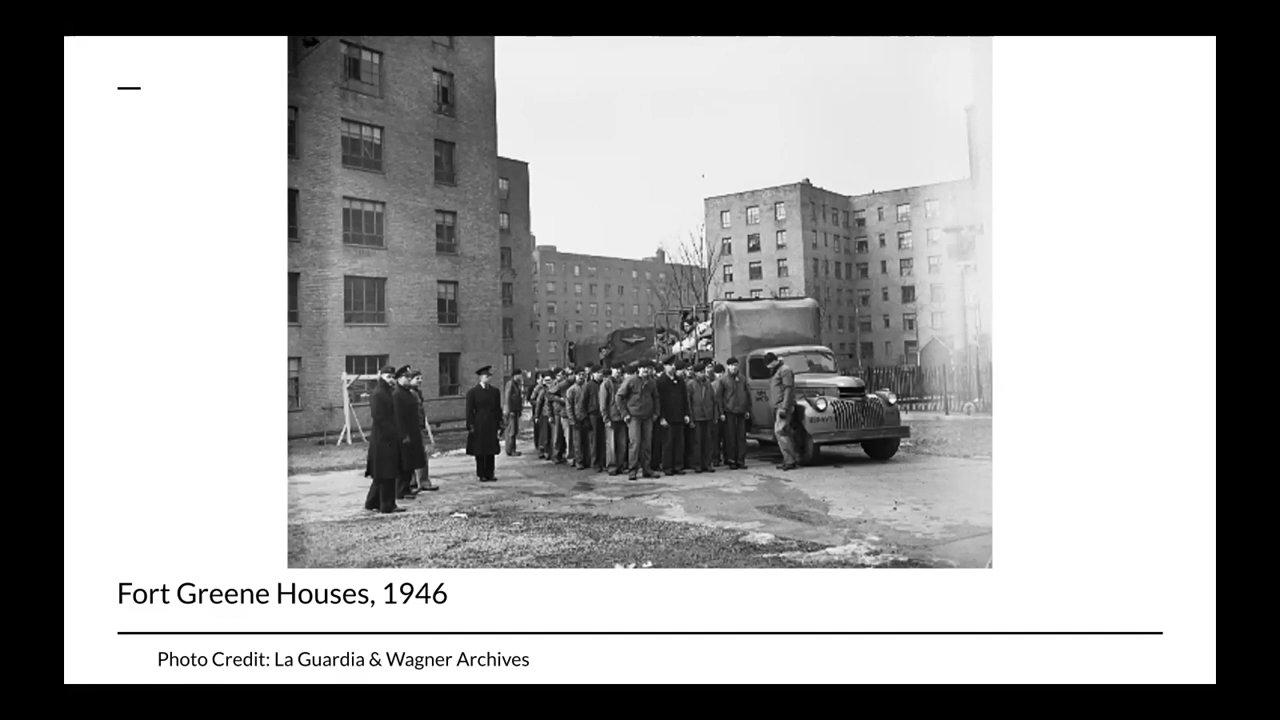 Fort Greene Houses, 1946
Photo Credit: La Guardia & Wagner Archives